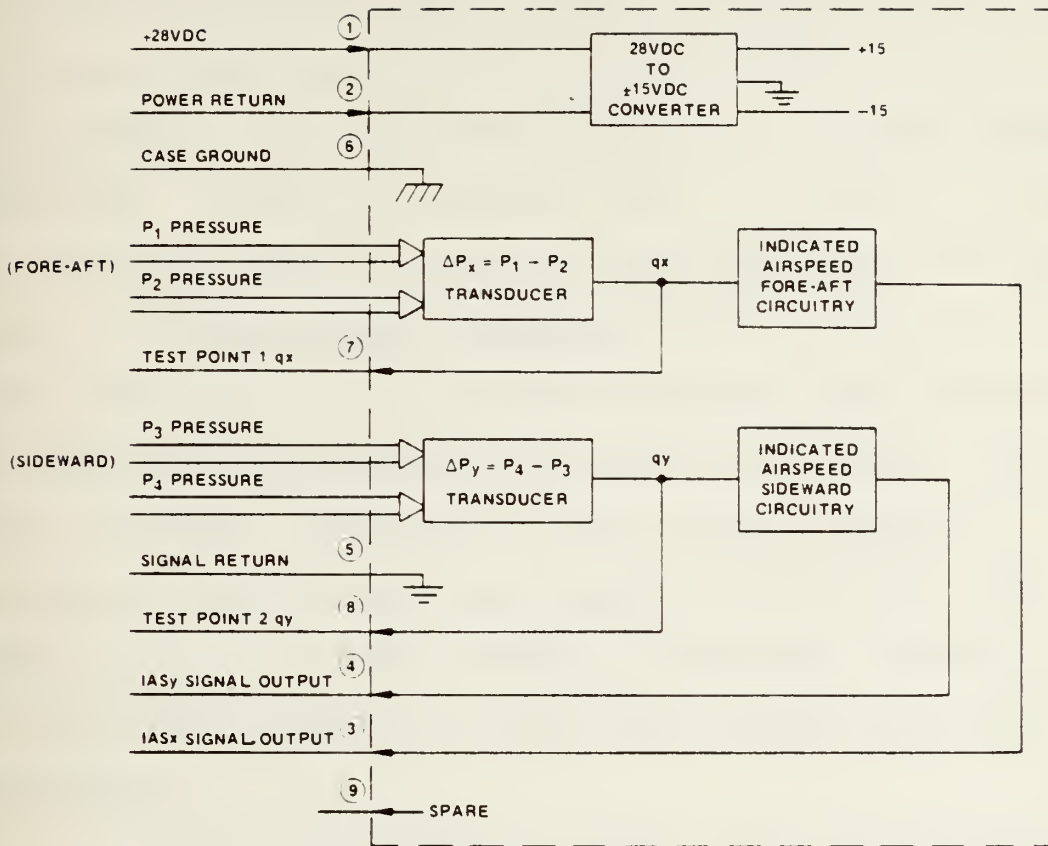 +28VDC
1
28VDC
TO
±15VDC
CONVERTER
+15
-15
POWER RETURN
2
CASE GROUND
6
(FORE-AFT)
P1 PRESSURE
P2 PRESSURE
ΔPx = P1 - P2
TRANSDUCER
qx
INDICATED
AIRSPEED
FORE-AFT
CIRCUITRY
TEST POINT 1 qx
7
(SIDEWARD)
P3 PRESSURE
P4 PRESSURE
ΔPy = P4 - P3
TRANSDUCER
qy
INDICATED
AIRSPEED
SIDEWARD
CIRCUITRY
SIGNAL RETURN
5
TEST POINT 2 qy
8
IASy SIGNAL OUTPUT
4
IASx SIGNAL OUTPUT
3
9
SPARE